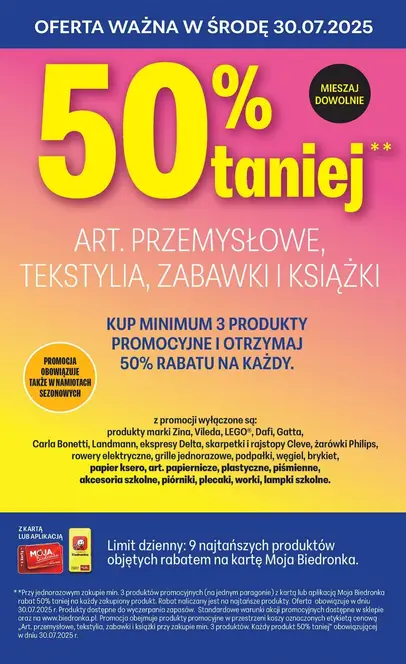 OFERTA WAŻNA W ŚRODĘ 30.07.2025
50%
MIESZAJ
DOWOLNIE
taniej**
ART. PRZEMYSŁOWE,
TEKSTYLIA, ZABAWKI I KSIĄŻKI
KUP MINIMUM 3 PRODUKTY
PROMOCYJNE I OTRZYMAJ
50% RABATU NA KAŻDY.
PROMOCJA
OBOWIĄZUJE
TAKŻE W NAMIOTACH
SEZONOWYCH
z promocji wyłączone są:
produkty marki Zina, Vileda, LEGO®, Dafi, Gatta,
Carla Bonetti, Landmann, ekspresy Delta, skarpetki i rajstopy Cleve, żarówki Philips,
rowery elektryczne, grille jednorazowe, podpałki, węgiel, brykiet,
papier ksero, art. papiernicze, plastyczne, piśmienne,
akcesoria szkolne, piórniki, plecaki, worki, lampki szkolne.
Z KARTĄ
LUB APLIKACJĄ
MOJA
Biedronka
Limit dzienny: 9 najtańszych produktów
objętych rabatem na kartę Moja Biedronka.
**Przy jednorazowym zakupie min. 3 produktów promocyjnych (na jednym paragonie) z kartą lub aplikacją Moja Biedronka
rabat 50% taniej na każdy zakupiony produkt. Rabat naliczany jest na najtańsze produkty. Oferta obowiązuje w dniu
30.07.2025 r. Produkty dostępne do wyczerpania zapasów. Standardowe warunki akcji promocyjnych dostępne w sklepie
oraz na www.biedronka.pl. Promocja obejmuje produkty promocyjne w przestrzeni koszy oznaczonych etykietą cenową
„Art. przemysłowe, tekstylia, zabawki i książki przy zakupie min. 3 produktów. Każdy produkt 50% taniej" obowiązującej
w dniu 30.07.2025 r.